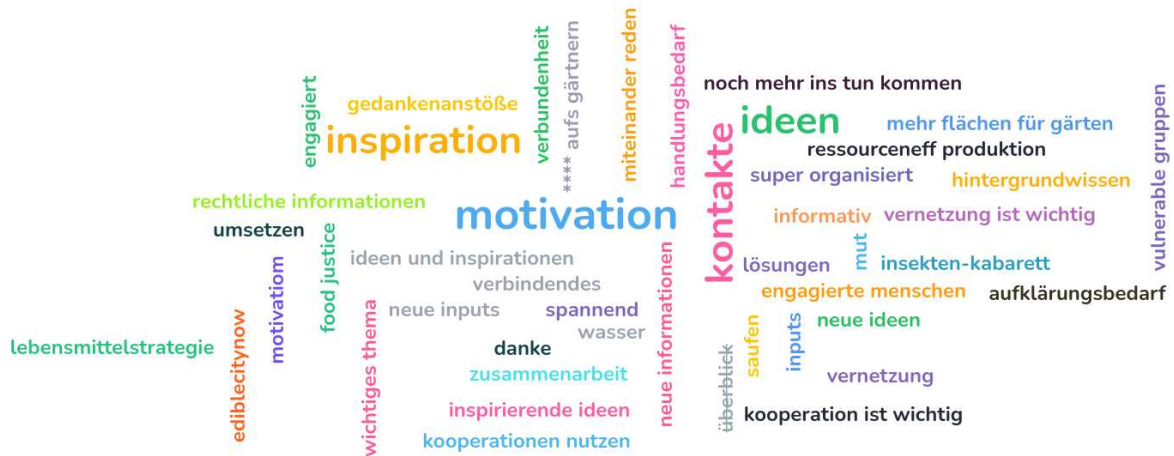 noch mehr ins tun kommen
engagiert
gedankenanstöße
verbundenheit
**** aufs gärtnern
miteinander reden
handlungsbedarf
inspiration
kontakte
ideen
mehr flächen für gärten
vulnerable gruppen
ressourceneff produktion
super organisiert
hintergrundwissen
rechtliche informationen
motivation
informativ
vernetzung ist wichtig
umsetzen
food justice
ideen und inspirationen
neue informationen
lösungen
mut
insekten-kabarett
motivatiom
verbindendes
engagierte menschen
aufklärungsbedarf
neue inputs
spannend
wasser
saufen
inputs
neue ideen
lebensmittelstrategie
ediblecitynow
wichtiges thema
danke
zusammenarbeit
überblick
vernetzung
inspirierende ideen
kooperation ist wichtig
kooperationen nutzen